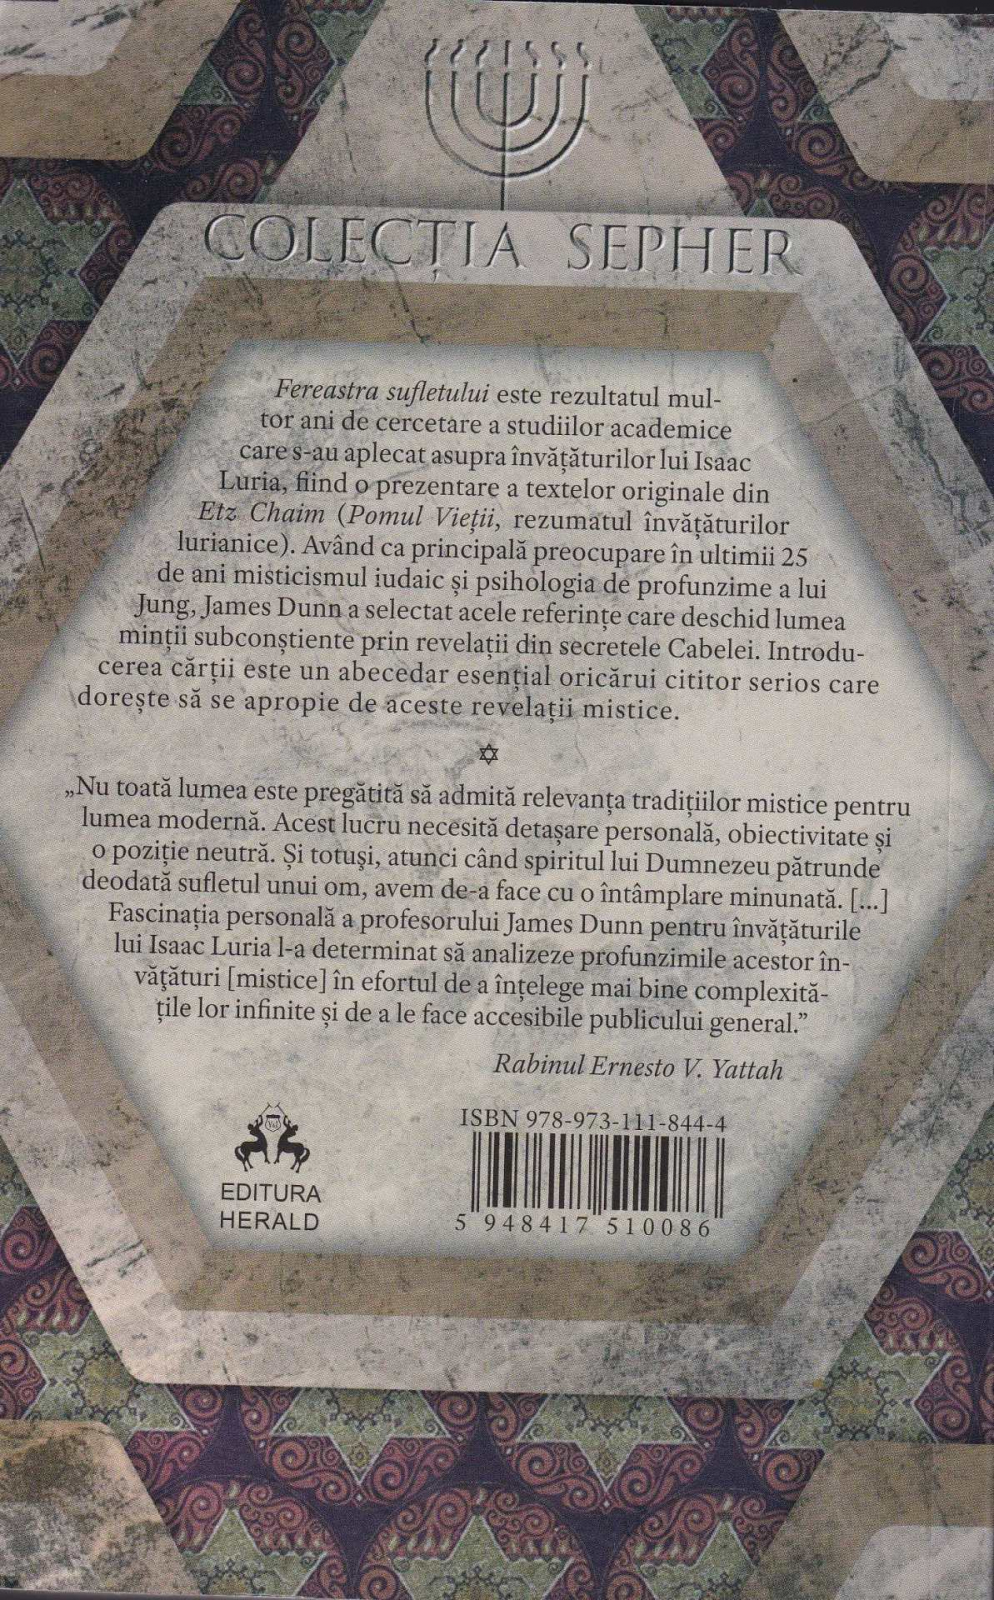 COLECȚIA SEPHER
Fereastra sufletului este rezultatul mul-
tor ani de cercetare a studiilor academice
care s-au aplecat asupra învățăturilor lui Isaac
Luria, fiind o prezentare a textelor originale din
Etz Chaim (Pomul Vieții, rezumatul învățăturilor
lurianice). Având ca principală preocupare în ultimii 25
de ani misticismul iudaic și psihologia de profunzime a lui
Jung, James Dunn a selectat acele referințe care deschid lumea
minții subconștiente prin revelații din secretele Cabelei. Introdu-
cerea cărții este un abecedar esențial oricărui cititor serios care
dorește să se apropie de aceste revelații mistice.
✡
„Nu toată lumea este pregătită să admită relevanța tradițiilor mistice pentru
lumea modernă. Acest lucru necesită detașare personală, obiectivitate și
o poziție neutră. Și totuși, atunci când spiritul lui Dumnezeu pătrunde
deodată sufletul unui om, avem de-a face cu o întâmplare minunată. [...]
Fascinația personală a profesorului James Dunn pentru învățăturile
lui Isaac Luria l-a determinat să analizeze profunzimile acestor în-
vățături [mistice] în efortul de a înțelege mai bine complexită-
țile lor infinite și de a le face accesibile publicului general.”
Rabinul Ernesto V. Yattah
ISBN 978-973-111-844-4
5 948417 510086
EDITURA
HERALD